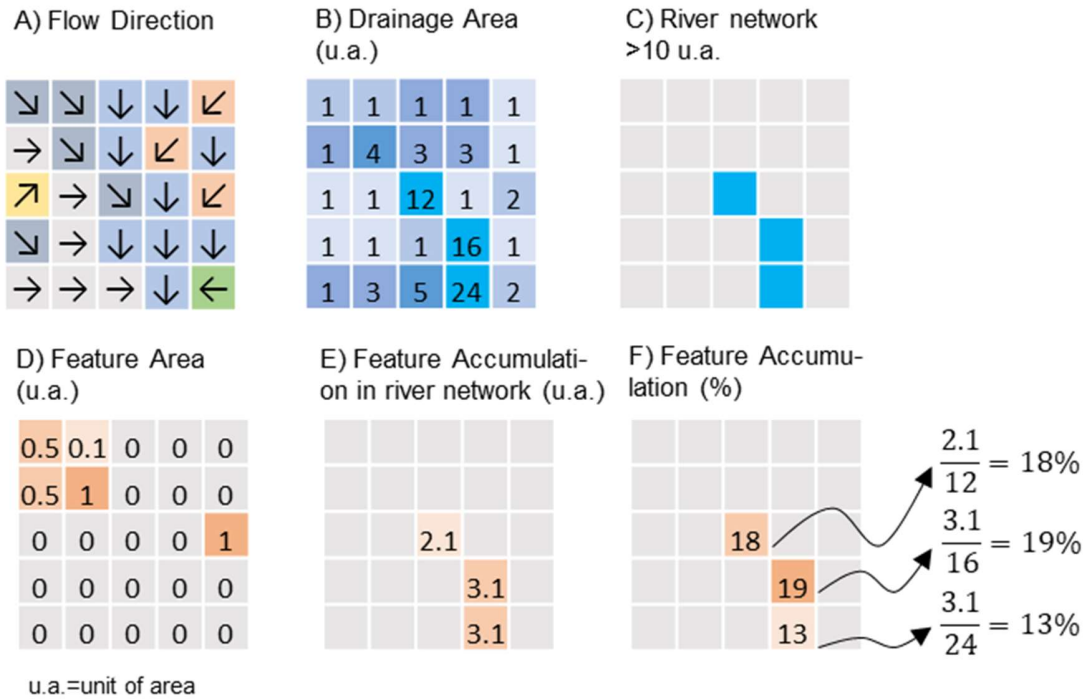 A) Flow Direction
B) Drainage Area
(u.a.)
C) River network
>10 u.a.
↘ ↘ ↓ ↓ ↙
→ ↘ ↓ ↙ ↓
↗ → ↘ ↓ ↙
↘ → ↓ ↓ ↓
→ → → ↓ ←
1 1 1 1 1
1 4 3 3 1
1 1 12 1 2
1 1 1 16 1
1 3 5 24 2
D) Feature Area
(u.a.)
E) Feature Accumulati-
on in river network (u.a.)
F) Feature Accumu-
lation (%)
0.5 0.1 0 0 0
0.5 1 0 0 0
0 0 0 0 1
0 0 0 0 0
0 0 0 0 0
2.1
3.1
3.1
18
19
13
2.1/12 = 18%
3.1/16 = 19%
3.1/24 = 13%
u.a.=unit of area